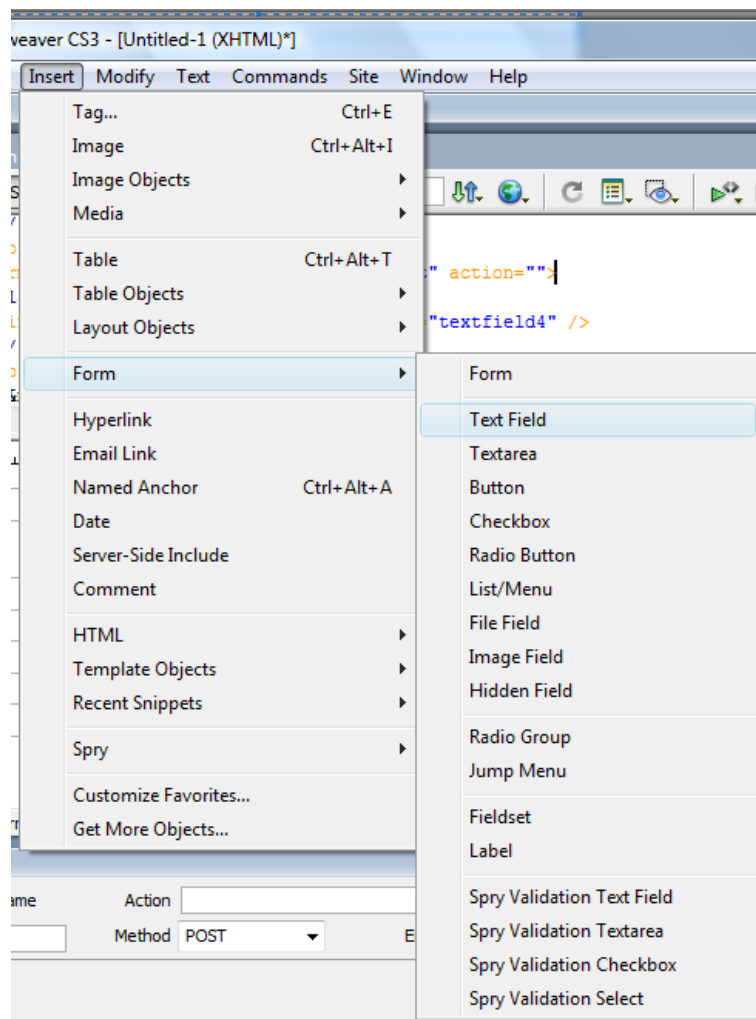 weaver CS3 - [Untitled-1 (XHTML)*]
Insert Modify Text Commands Site Window Help
Tag... Ctrl+E
Image Ctrl+Alt+I
Image Objects
Media
Table Ctrl+Alt+T
Table Objects
Layout Objects
Form
Hyperlink
Email Link
Named Anchor Ctrl+Alt+A
Date
Server-Side Include
Comment
HTML
Template Objects
Recent Snippets
Spry
Customize Favorites...
Get More Objects...
" action="">
"textfield4" />
Form
Text Field
Textarea
Button
Checkbox
Radio Button
List/Menu
File Field
Image Field
Hidden Field
Radio Group
Jump Menu
Fieldset
Label
Spry Validation Text Field
Spry Validation Textarea
Spry Validation Checkbox
Spry Validation Select
ame Action
Method POST E